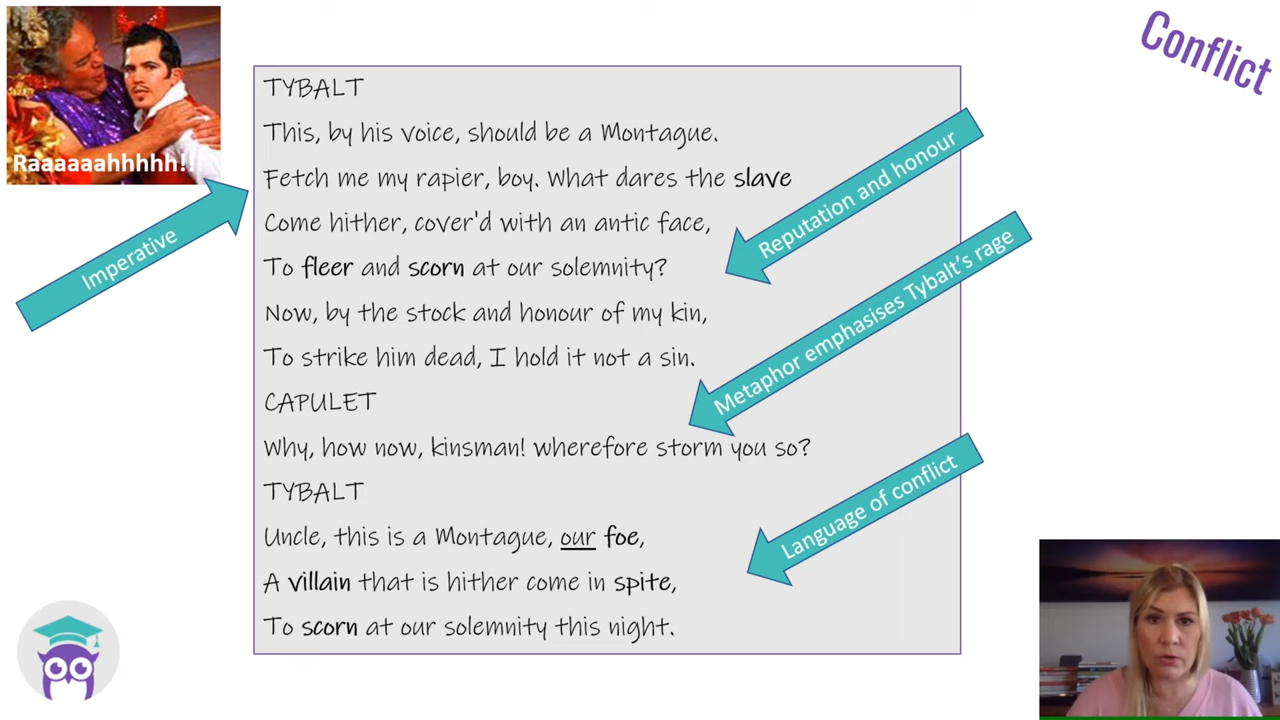 Conflict
Raaaaaahhhhh!!!
Imperative
TYBALT
This, by his voice, should be a Montague.
Fetch me my rapier, boy. What dares the slave
Come hither, cover'd with an antic face,
To fleer and scorn at our solemnity?
Now, by the stock and honour of my kin,
To strike him dead, I hold it not a sin.
CAPULET
Why, how now, kinsman! wherefore storm you so?
TYBALT
Uncle, this is a Montague, our foe,
A villain that is hither come in spite,
To scorn at our solemnity this night.
Reputation and honour
Metaphor emphasises Tybalt's rage
Language of conflict